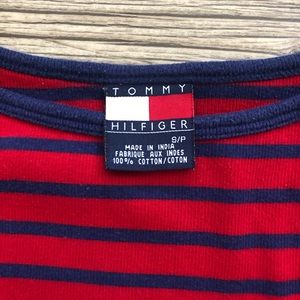 TOMMY
HILFIGER
S/P
MADE IN INDIA
FABRIQUE AUX INDES
100% COTTON/COTON